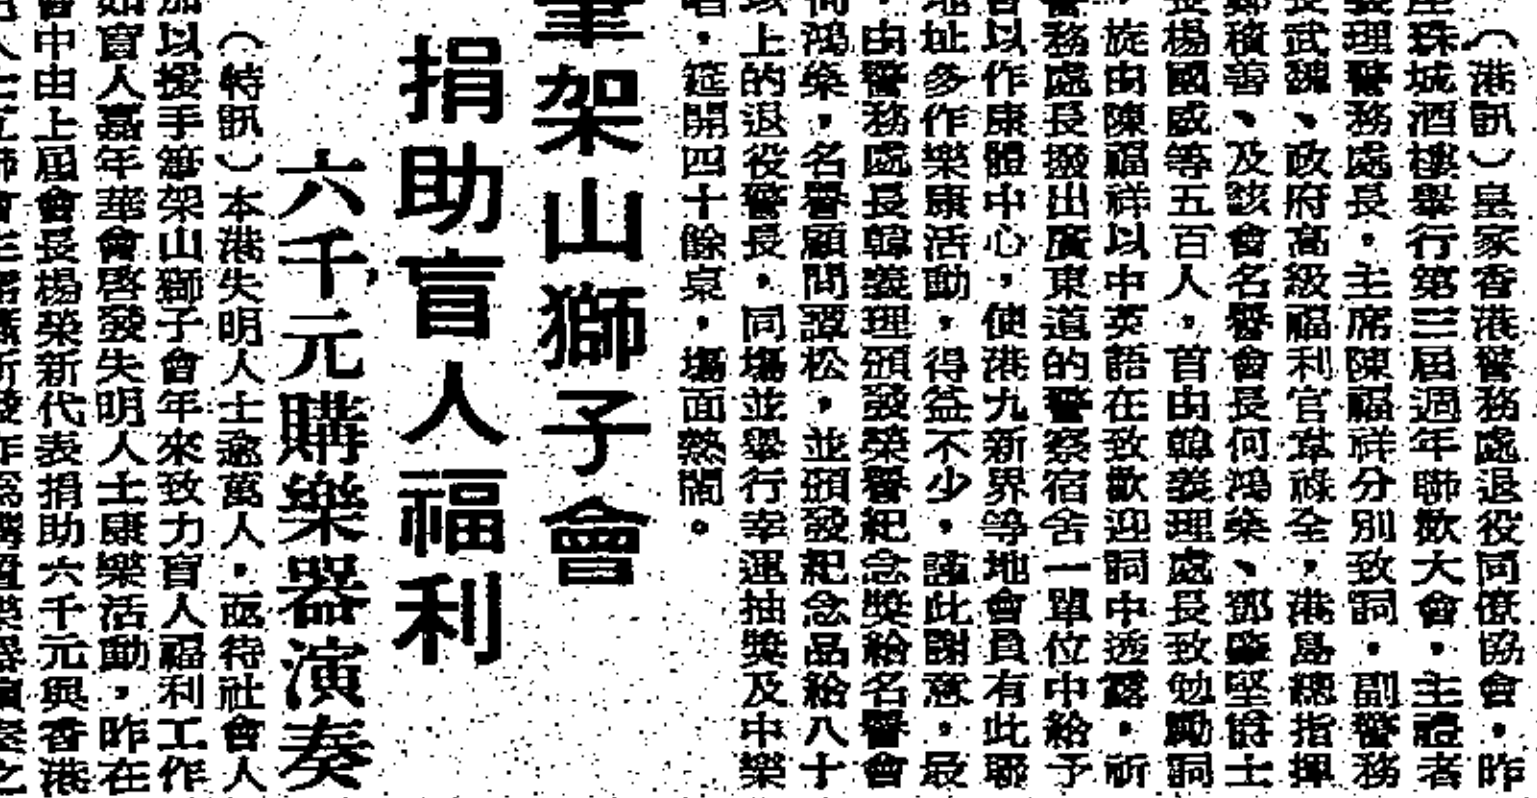 (港訊)皇家香港警務處退役同僚協會,昨
珠城酒樓舉行第三屆週年聯歡大會,主禮者
義理警務處長。主席陳福祥分別致詞,副警務
長武魏、政府高級福利官韋祿全,港島總指揮
鄧積善、及該會名譽會長何鴻燊、鄧肇堅爵士
長楊國威等五百人,首由韓義理處長致勉勵詞
,旋由陳福祥以中英語在致歡迎詞中透露,祈
警務處長撥出廣東道的警察宿舍一單位中給予
以作康體中心,使港九新界等地會員有此聯
地址多作樂康活動,得益不少,謹此謝意,最
,由警務處長韓義理頒發榮譽紀念獎給名譽會
何鴻燊,名譽顧問譚松,並頒發紀念品給八十
以上的退役警長,同場並舉行幸運抽獎及中樂
唱,筵開四十餘桌,場面熱鬧。
筆架山獅子會
捐助盲人福利
六千元購樂器演奏
(特訊)本港失明人士逾萬人,亟待社會人
加以援手筆架山獅子會年來致力盲人福利工作
如寶人嘉年華會啓發失明人士康樂活動,昨在
會中由上屆會長楊榮新代表捐助六千元與香港